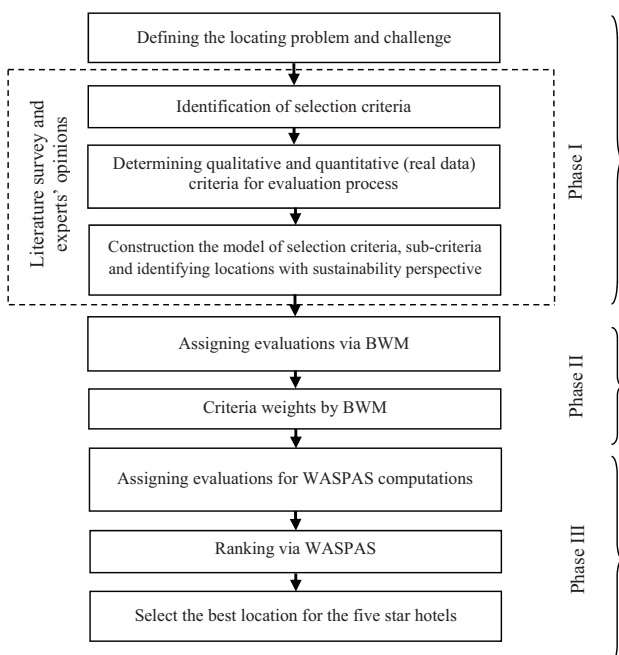 Defining the locating problem and challenge
Literature survey and
experts' opinions
Identification of selection criteria
Determining qualitative and quantitative (real data)
criteria for evaluation process
Construction the model of selection criteria, sub-criteria
and identifying locations with sustainability perspective
Phase I
Assigning evaluations via BWM
Criteria weights by BWM
Phase II
Assigning evaluations for WASPAS computations
Ranking via WASPAS
Select the best location for the five star hotels
Phase III